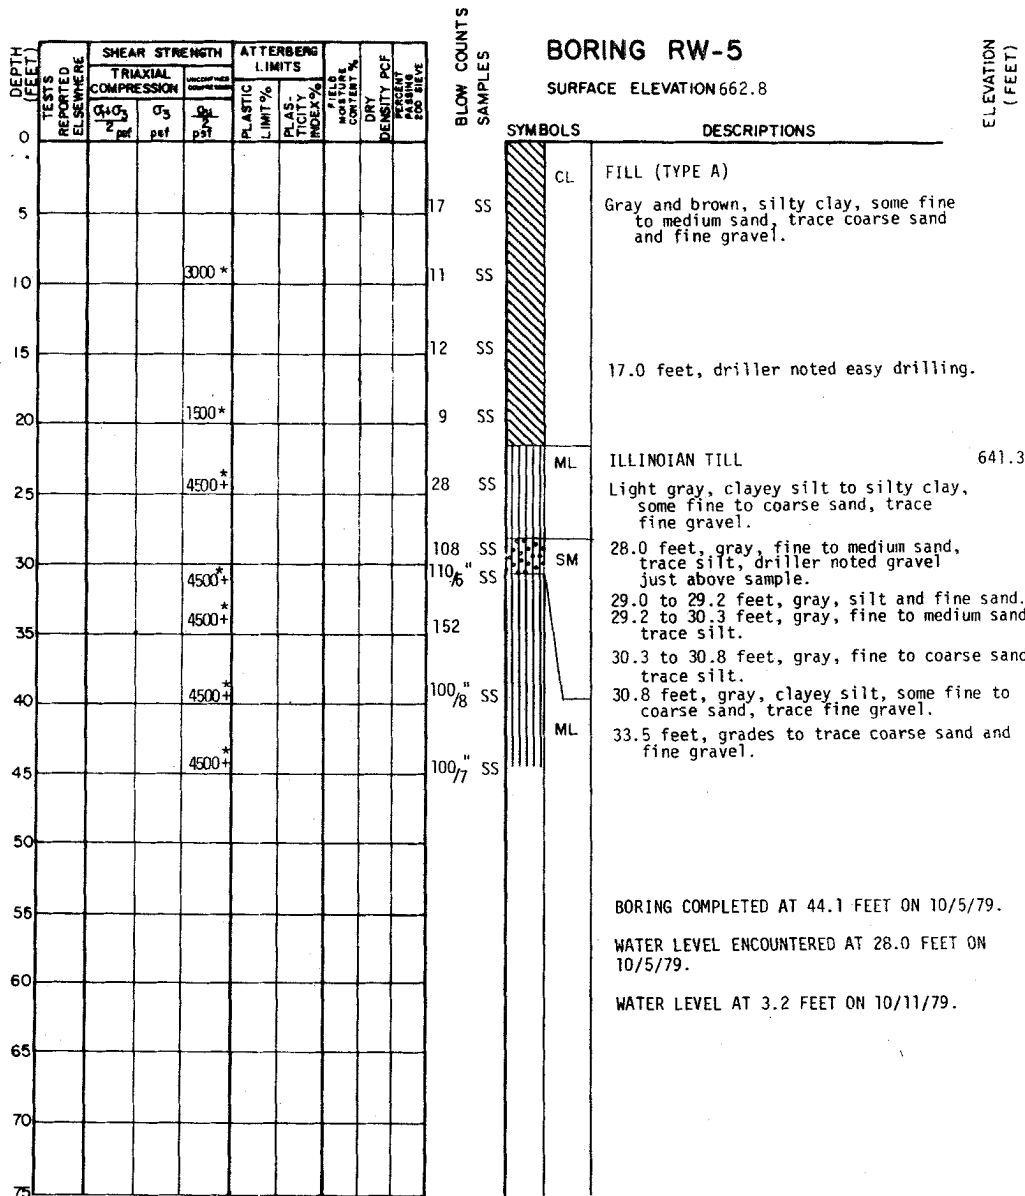 BORING RW-5
SURFACE ELEVATION 662.8
DEPTH (FEET)
TESTS REPORTED ELSEWHERE
SHEAR STRENGTH
TRIAXIAL COMPRESSION
UNCONFINED COMPRESSION
σ₁+σ₃/2 psf
σ₃ psf
qu/2 psf
ATTERBERG LIMITS
PLASTIC LIMIT%
PLAS-TICITY INDEX%
FIELD MOISTURE CONTENT %
DRY DENSITY PCF
PERCENT PASSING 200 SIEVE
BLOW COUNTS
SAMPLES
SYMBOLS
DESCRIPTIONS
ELEVATION (FEET)
0
CL FILL (TYPE A)
17 SS Gray and brown, silty clay, some fine
5 to medium sand, trace coarse sand
and fine gravel.
10 3000 * 11 SS
15 12 SS
17.0 feet, driller noted easy drilling.
20 1500 * 9 SS
ML ILLINOIAN TILL 641.3
25 4500+ * 28 SS Light gray, clayey silt to silty clay,
some fine to coarse sand, trace
fine gravel.
30 108 SS SM 28.0 feet, gray, fine to medium sand,
trace silt, driller noted gravel
4500+ * 110/6" SS just above sample.
29.0 to 29.2 feet, gray, silt and fine sand.
4500+ * 29.2 to 30.3 feet, gray, fine to medium sand
35 152 trace silt.
30.3 to 30.8 feet, gray, fine to coarse sand
trace silt.
40 4500+ * 100/8" SS 30.8 feet, gray, clayey silt, some fine to
coarse sand, trace fine gravel.
ML 33.5 feet, grades to trace coarse sand and
fine gravel.
45 4500+ * 100/7" SS
50
55 BORING COMPLETED AT 44.1 FEET ON 10/5/79.
WATER LEVEL ENCOUNTERED AT 28.0 FEET ON
10/5/79.
60
WATER LEVEL AT 3.2 FEET ON 10/11/79.
65
70
75